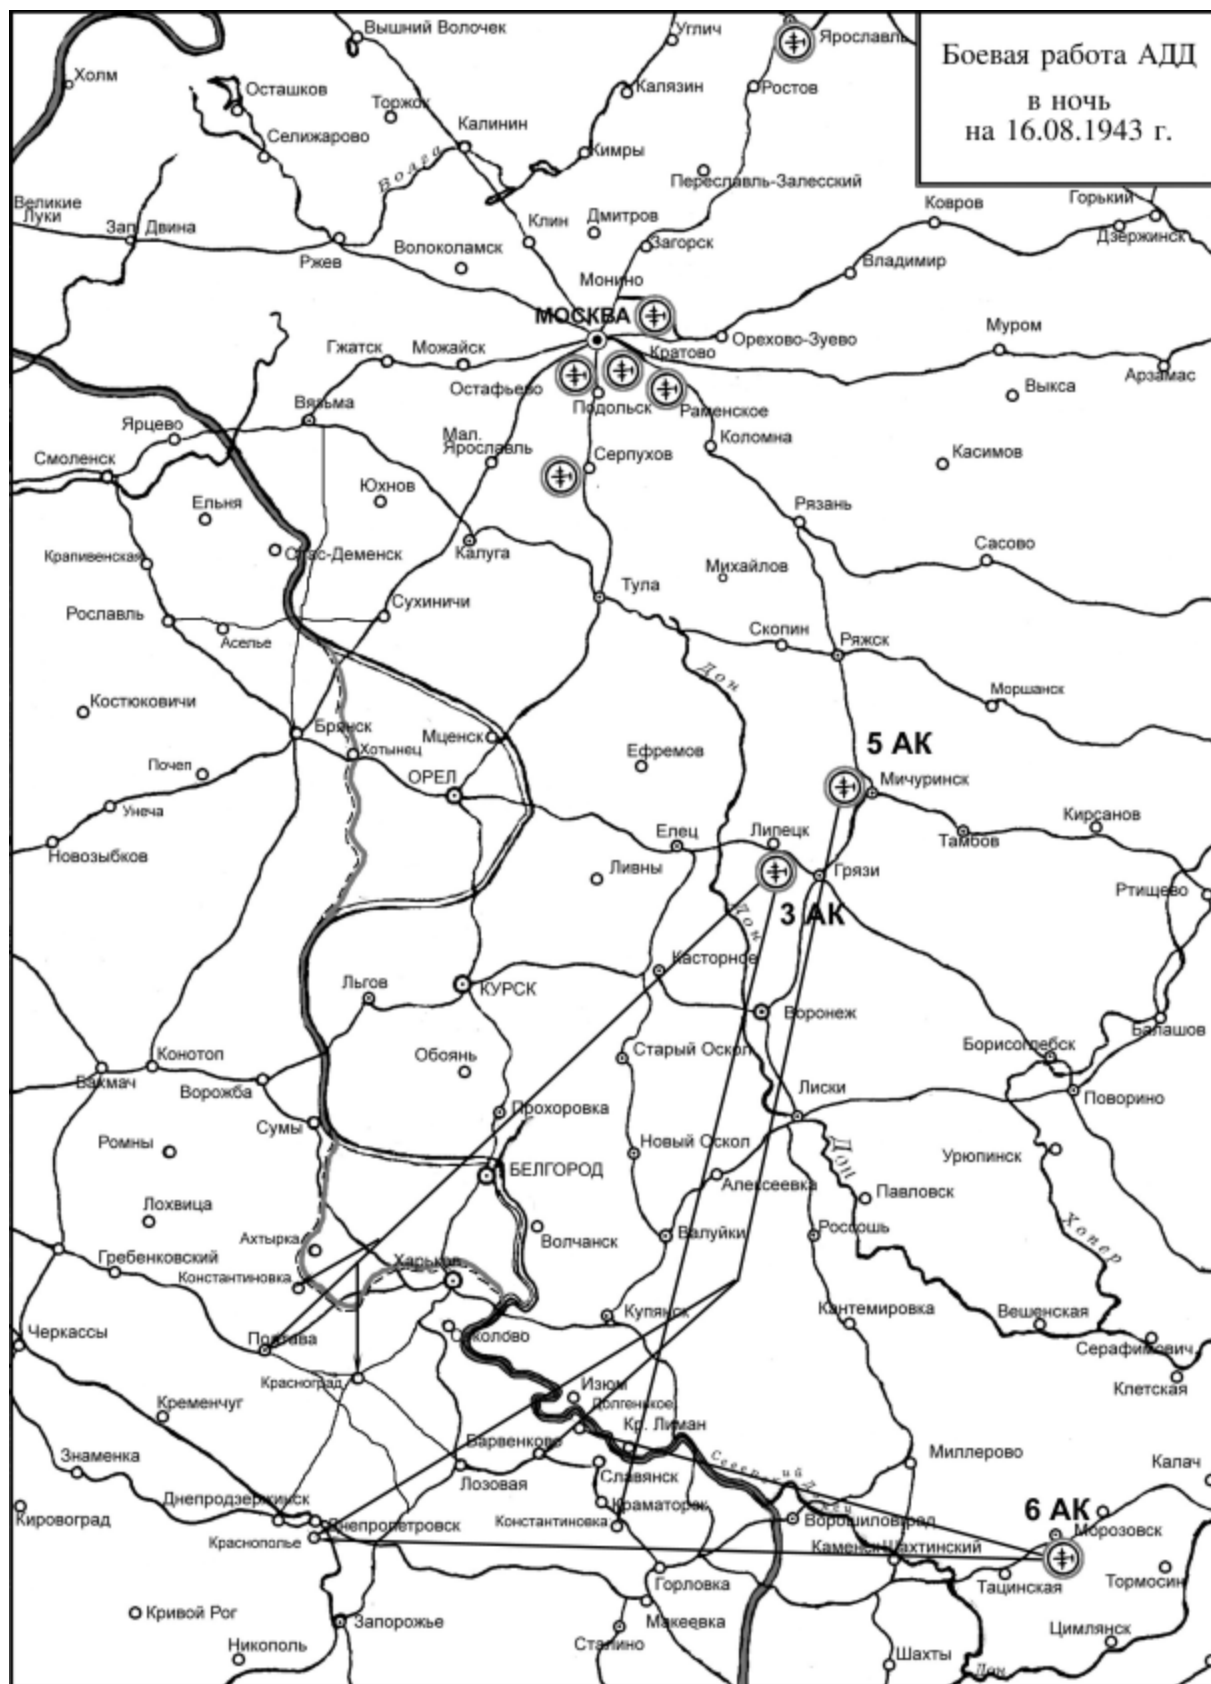 Вышний Волочек
Углич
Ярославль
Боевая работа АДД
в ночь
на 16.08.1943 г.
Холм
Осташков
Торжок
Калязин
Ростов
Селижарово
Калинин
Волга
Кимры
Переславль-Залесский
Великие
Луки
Зап. Двина
Ржев
Волоколамск
Клин
Дмитров
Загорск
Ковров
Горький
Дзержинск
Владимир
Монино
МОСКВА
Орехово-Зуево
Муром
Гжатск
Можайск
Кратово
Арзамас
Остафьево
Подольск
Раменское
Выкса
Вязьма
Ярцево
Мал.
Ярославль
Коломна
Смоленск
Серпухов
Касимов
Ельня
Юхнов
Рязань
Крапивенская
Спас-Деменск
Калуга
Сасово
Михайлов
Тула
Рославль
Сухиничи
Аселье
Скопин
Ряжск
Дон
Костюковичи
Моршанск
Брянск
Мценск
Хотынец
Ефремов
5 АК
Почеп
ОРЕЛ
Мичуринск
Унеча
Кирсанов
Новозыбков
Елец
Липецк
Тамбов
Ливны
Грязи
Ртищево
Дон
3 АК
Касторное
Льгов
КУРСК
Воронеж
Балашов
Конотоп
Обоянь
Старый Оскол
Борисоглебск
Бахмач
Ворожба
Поворино
Сумы
Прохоровка
Лиски
Ромны
Новый Оскол
Дон
Урюпинск
БЕЛГОРОД
Алексеевка
Павловск
Лохвица
Хопер
Ахтырка
Волчанск
Валуйки
Россошь
Гребенковский
Константиновка
Харьков
Черкассы
Полтава
Соколово
Купянск
Кантемировка
Вешенская
Серафимович
Красноград
Изюм
Клетская
Кременчуг
Долгенькое
Кр. Лиман
Знаменка
Барвенково
Северский Донец
Миллерово
Калач
Лозовая
Славянск
Днепродзержинск
Краматорск
6 АК
Кировоград
Днепропетровск
Константиновка
Ворошиловград
Морозовск
Краснополье
Каменск-Шахтинский
Горловка
Тацинская
Тормосин
Кривой Рог
Запорожье
Макеевка
Никополь
Сталино
Цимлянск
Шахты
Дон